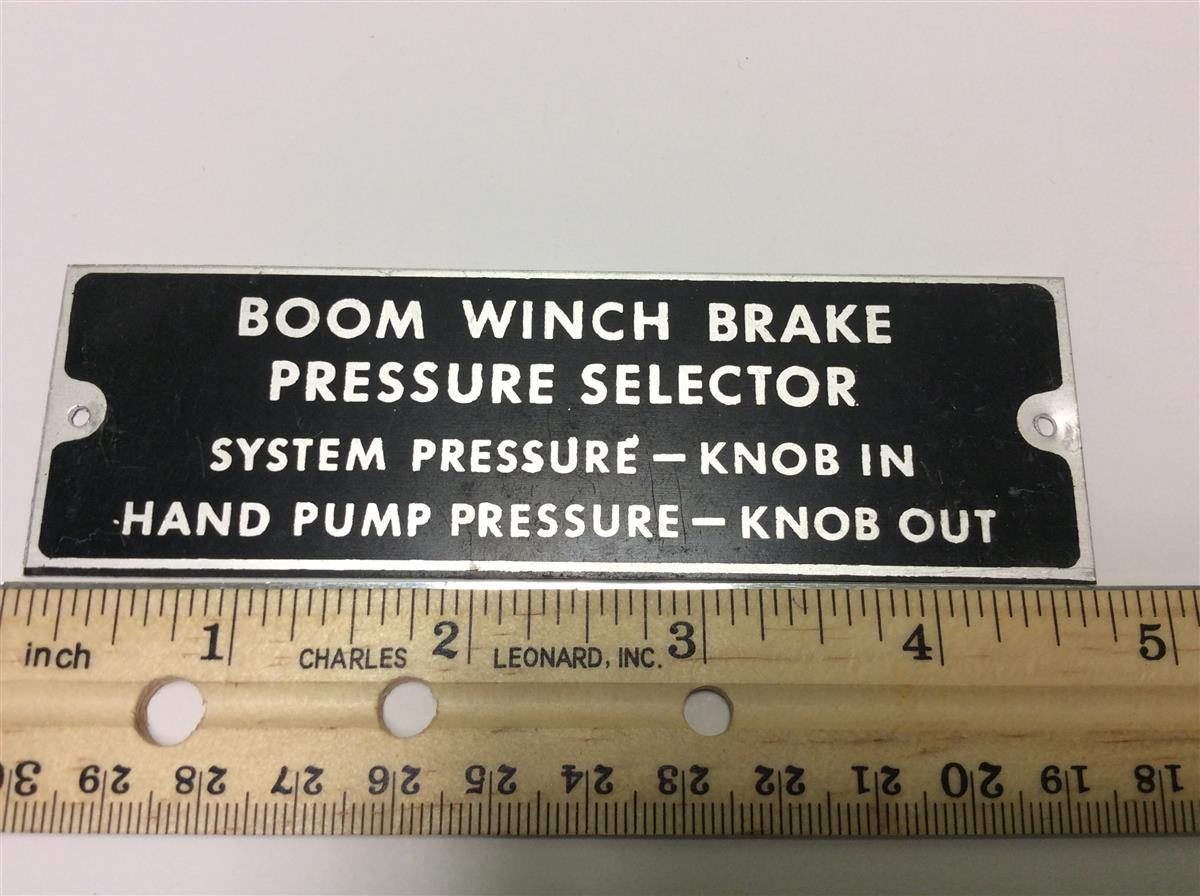 BOOM WINCH BRAKE
PRESSURE SELECTOR
SYSTEM PRESSURE — KNOB IN
HAND PUMP PRESSURE — KNOB OUT
1 2 3 4 5
inch CHARLES LEONARD, INC.
30 29 28 27 26 25 24 23 22 21 20 19 18